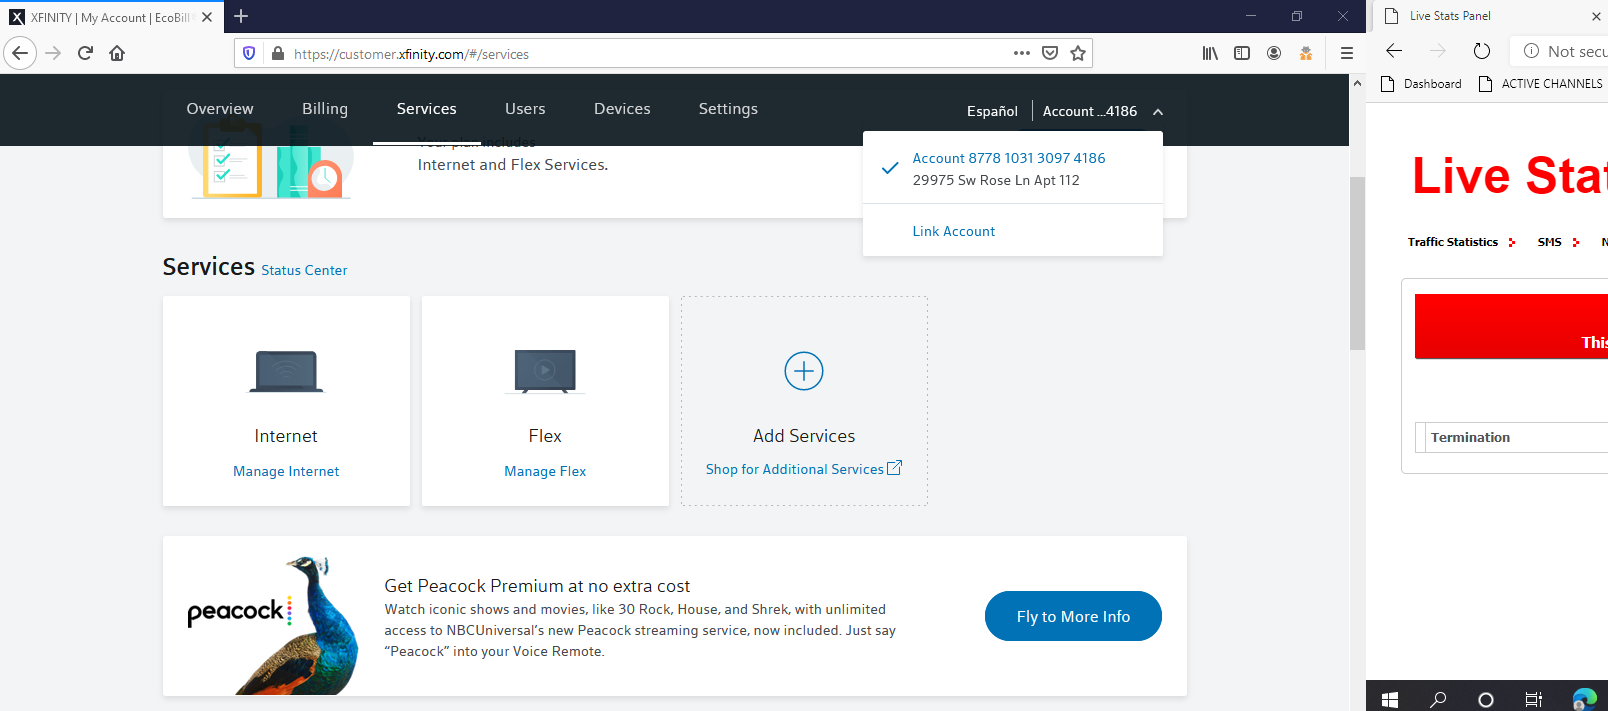 XFINITY | My Account | EcoBill
Live Stats Panel
https://customer.xfinity.com/#/services
Not secu
Dashboard
ACTIVE CHANNELS
Overview
Billing
Services
Users
Devices
Settings
Español
Account ...4186
Your plan includes
Internet and Flex Services.
Account 8778 1031 3097 4186
29975 Sw Rose Ln Apt 112
Link Account
Live Stat
Traffic Statistics
SMS
N
This
Termination
Services Status Center
Internet
Manage Internet
Flex
Manage Flex
Add Services
Shop for Additional Services
peacock
Get Peacock Premium at no extra cost
Watch iconic shows and movies, like 30 Rock, House, and Shrek, with unlimited
access to NBCUniversal's new Peacock streaming service, now included. Just say
“Peacock” into your Voice Remote.
Fly to More Info